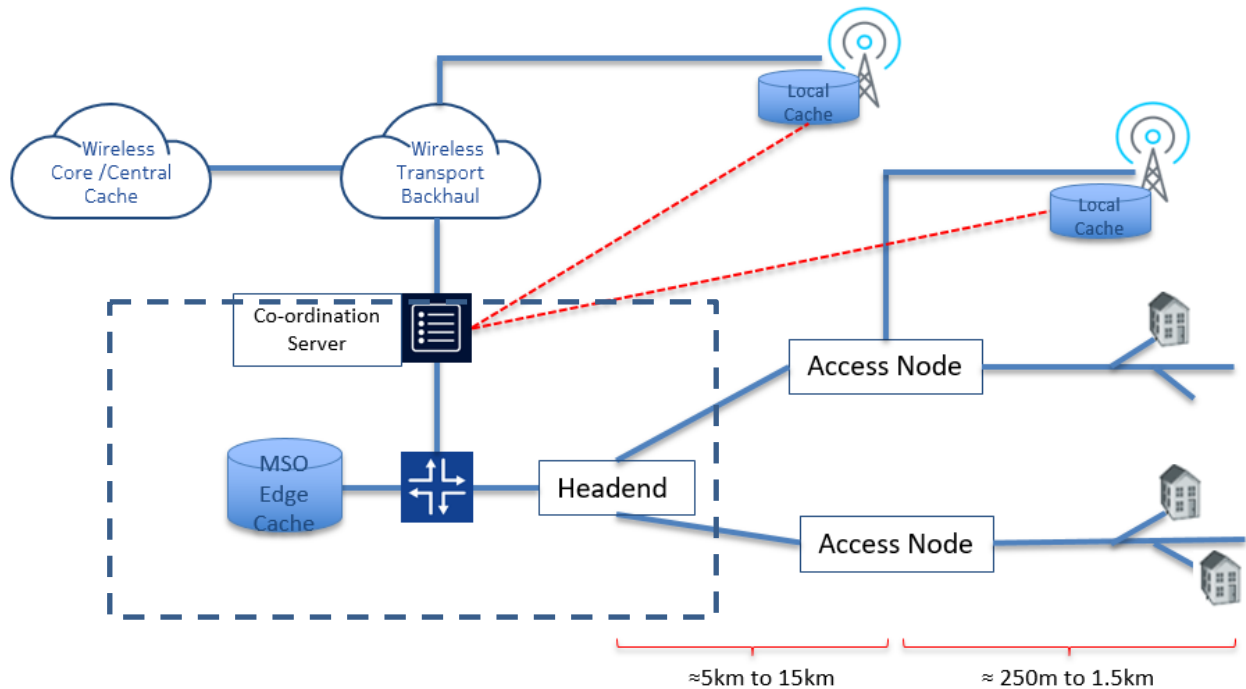 Local
Cache
Wireless
Core /Central
Cache
Wireless
Transport
Backhaul
Local
Cache
Co-ordination
Server
Access Node
MSO
Edge
Cache
Headend
Access Node
≈5km to 15km
≈ 250m to 1.5km